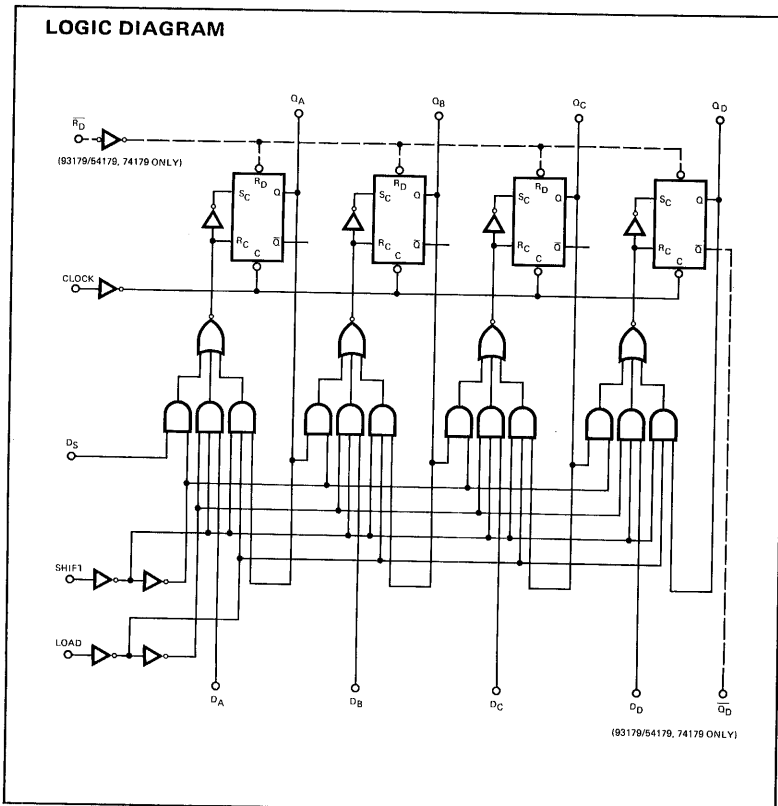 LOGIC DIAGRAM
QA QB QC QD
RD
(93179/54179, 74179 ONLY)
RD RD RD RD
SC Q SC Q SC Q SC Q
RC Q RC Q RC Q RC Q
C C C C
CLOCK
DS
SHIFT
LOAD
DA DB DC DD QD
(93179/54179, 74179 ONLY)